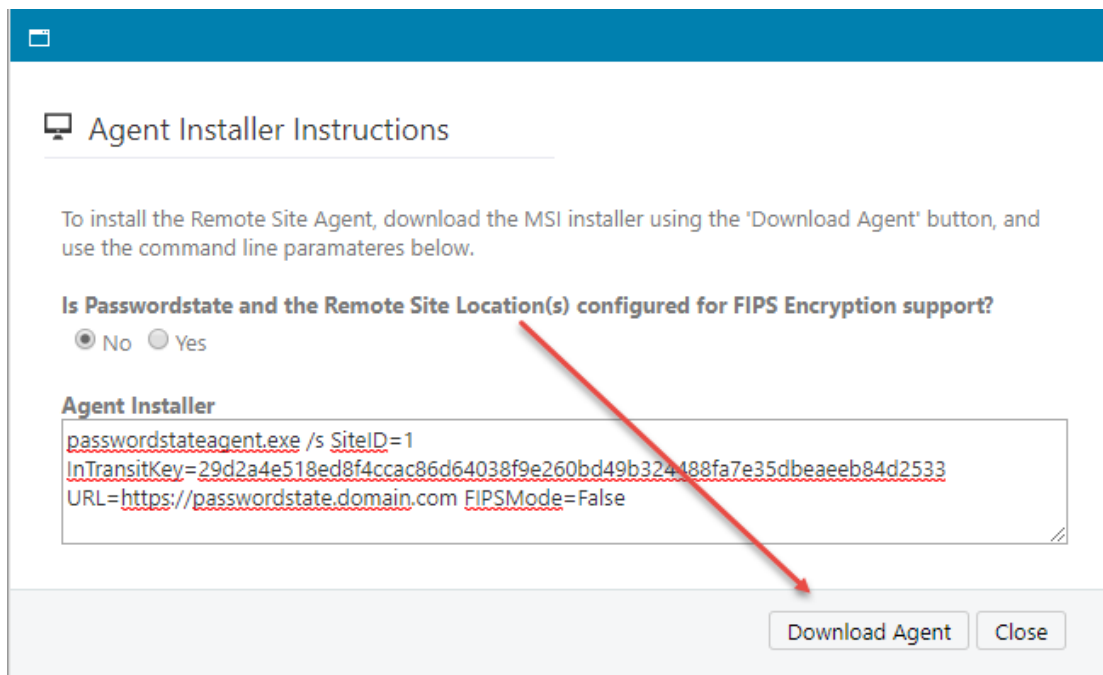 Agent Installer Instructions
To install the Remote Site Agent, download the MSI installer using the 'Download Agent' button, and
use the command line paramateres below.
Is Passwordstate and the Remote Site Location(s) configured for FIPS Encryption support?
No Yes
Agent Installer
passwordstateagent.exe /s SiteID=1
InTransitKey=29d2a4e518ed8f4ccac86d64038f9e260bd49b324488fa7e35dbeaeeb84d2533
URL=https://passwordstate.domain.com FIPSMode=False
Download Agent Close